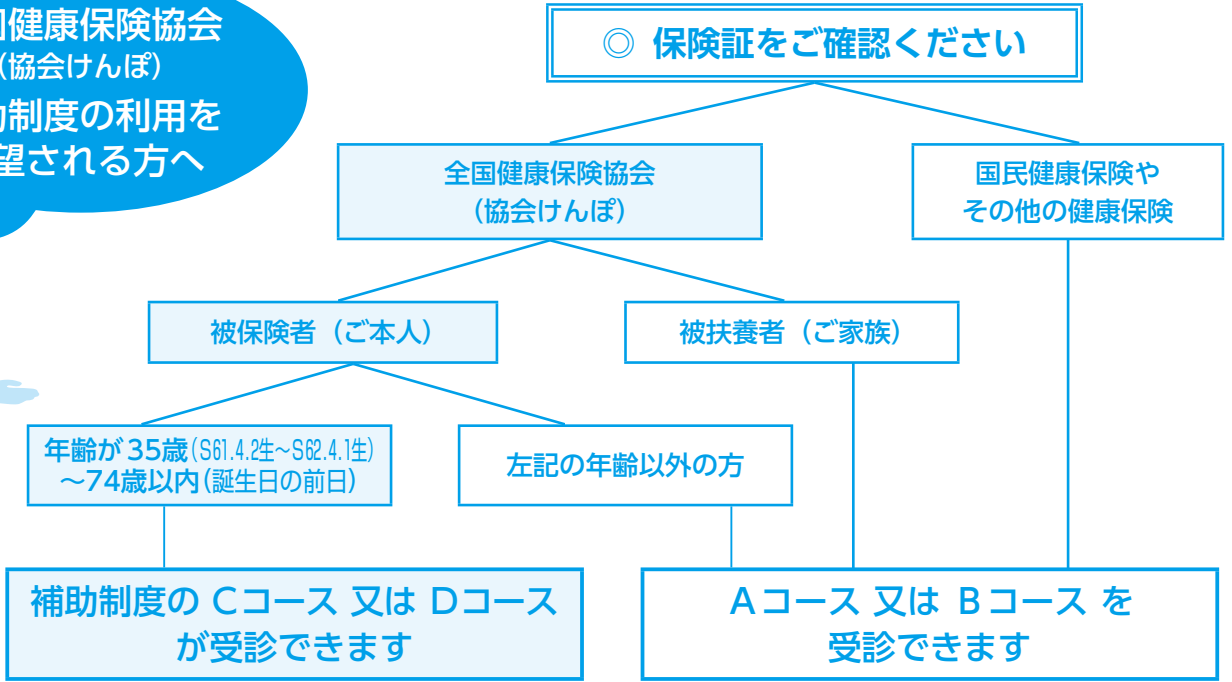 国健康保険協会
（協会けんぽ）
助制度の利用を
望される方へ
◎ 保険証をご確認ください
全国健康保険協会
（協会けんぽ）
国民健康保険や
その他の健康保険
被保険者（ご本人）
被扶養者（ご家族）
年齢が35歳（S61.4.2生～S62.4.1生）
～74歳以内（誕生日の前日）
左記の年齢以外の方
補助制度の Cコース 又は Dコース
が受診できます
Aコース 又は Bコース を
受診できます